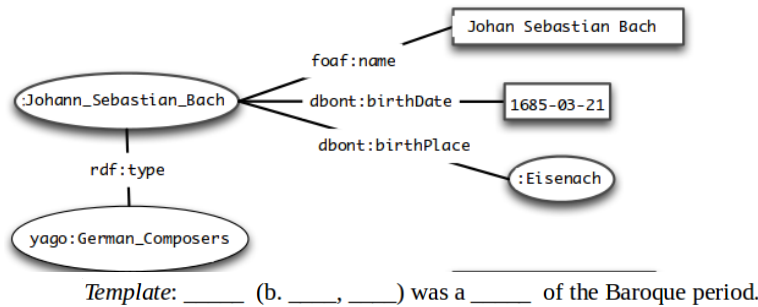 Johan Sebastian Bach
foaf:name
:Johann_Sebastian_Bach
dbont:birthDate
1685-03-21
dbont:birthPlace
rdf:type
:Eisenach
yago:German_Composers
Template: _____ (b. ____, ____) was a _____ of the Baroque period.